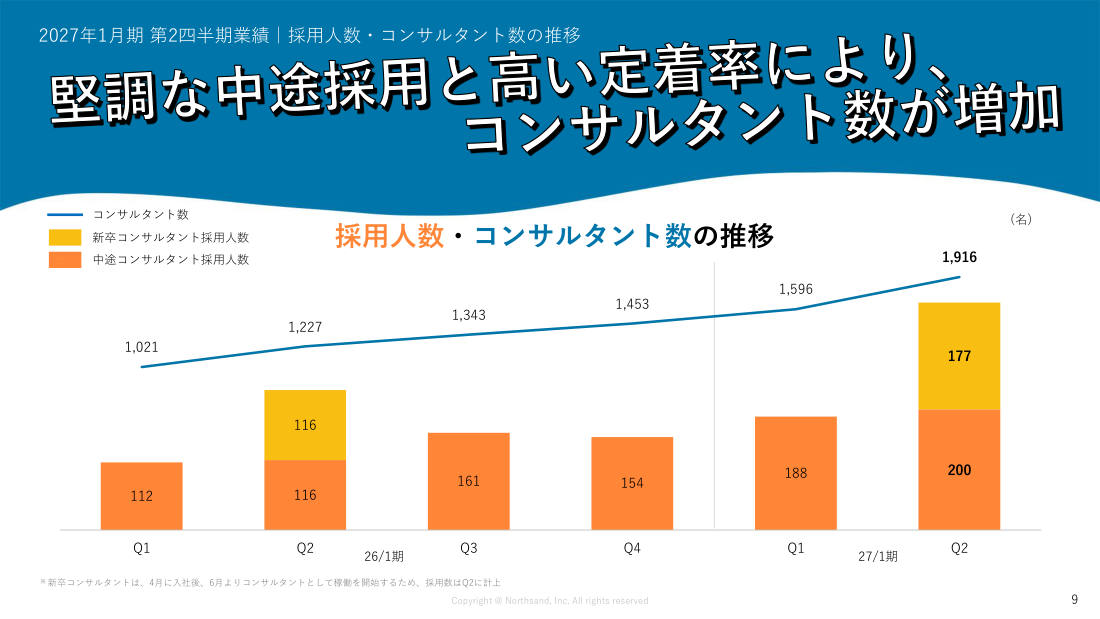 2027年1月期 第2四半期業績｜採用人数・コンサルタント数の推移
堅調な中途採用と高い定着率により、
コンサルタント数が増加
コンサルタント数
新卒コンサルタント採用人数
中途コンサルタント採用人数
採用人数・コンサルタント数の推移
（名）
1,021
1,227
1,343
1,453
1,596
1,916
112
116
116
161
154
188
177
200
Q1
Q2
Q3
Q4
Q1
Q2
26/1期
27/1期
※新卒コンサルタントは、4月に入社後、6月よりコンサルタントとして稼働を開始するため、採用数はQ2に計上
Copyright @ Northsand, Inc. All rights reserved
9